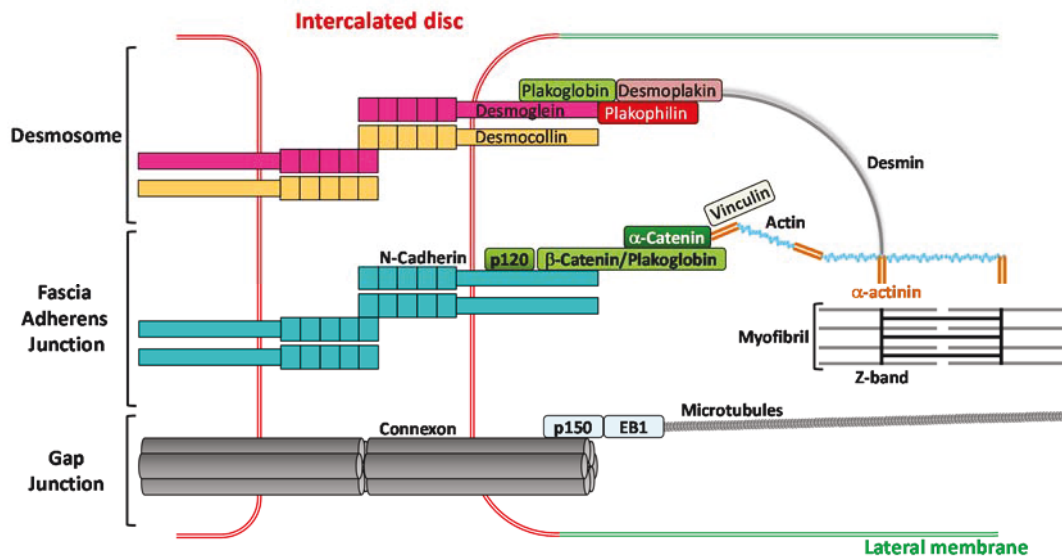 Intercalated disc
Desmosome
Plakoglobin
Desmoplakin
Desmoglein
Plakophilin
Desmocollin
Desmin
Fascia
Adherens
Junction
N-Cadherin
p120
β-Catenin/Plakoglobin
α-Catenin
Vinculin
Actin
α-actinin
Myofibril
Z-band
Gap
Junction
Connexon
p150
EB1
Microtubules
Lateral membrane